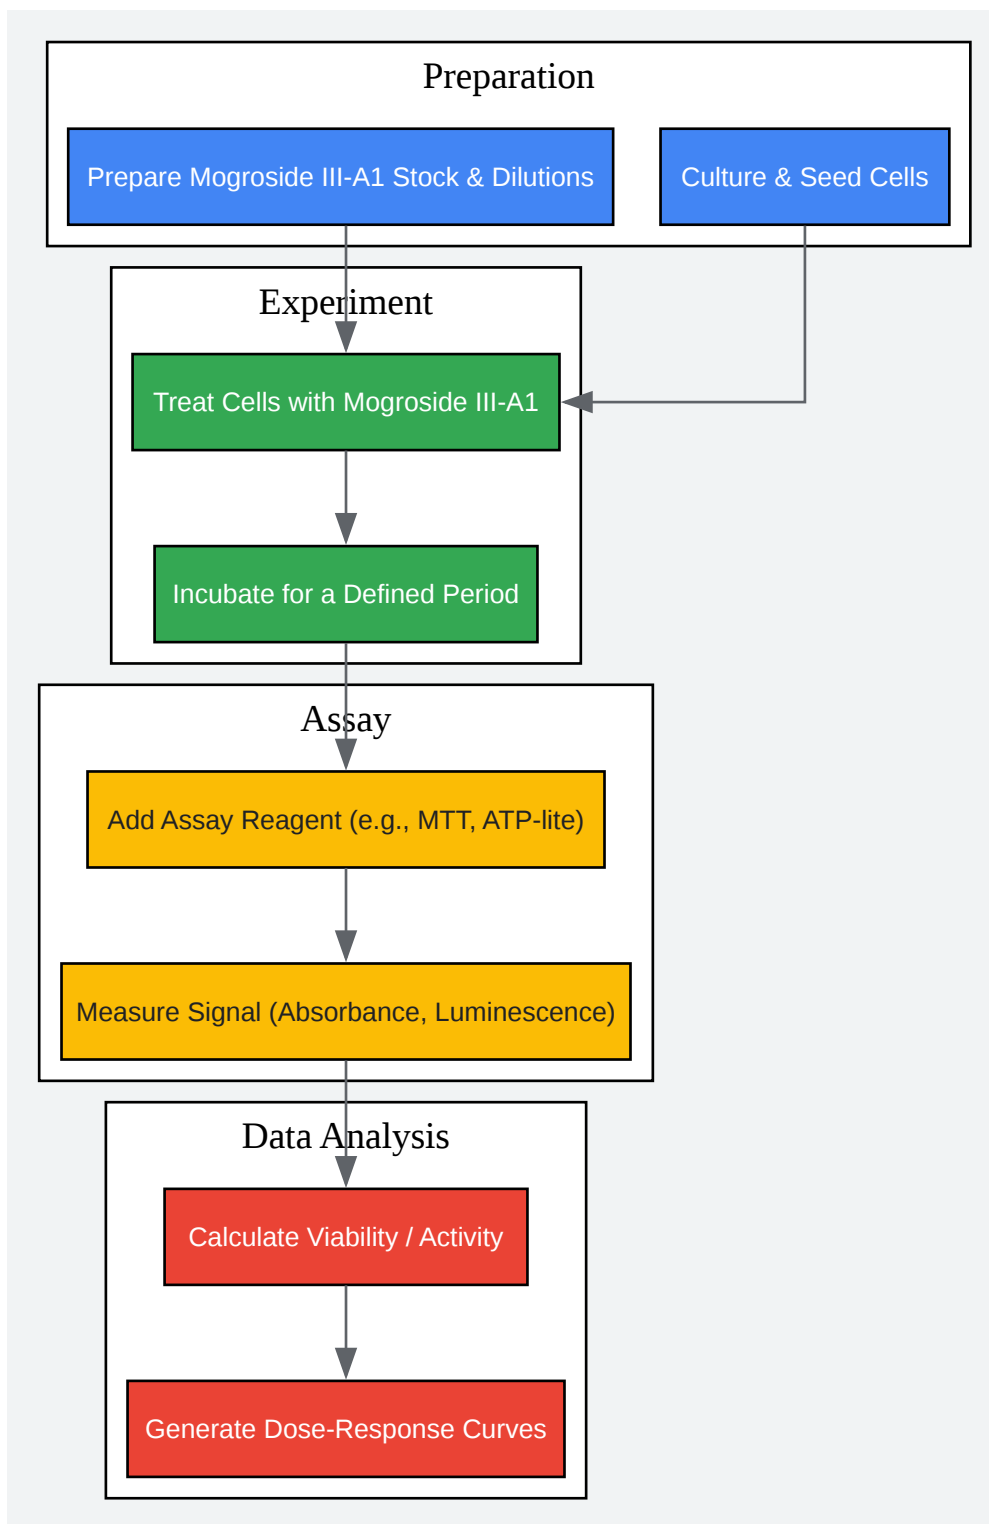 Preparation
Prepare Mogroside III-A1 Stock & Dilutions
Culture & Seed Cells
Experiment
Treat Cells with Mogroside III-A1
Incubate for a Defined Period
Assay
Add Assay Reagent (e.g., MTT, ATP-lite)
Measure Signal (Absorbance, Luminescence)
Data Analysis
Calculate Viability / Activity
Generate Dose-Response Curves